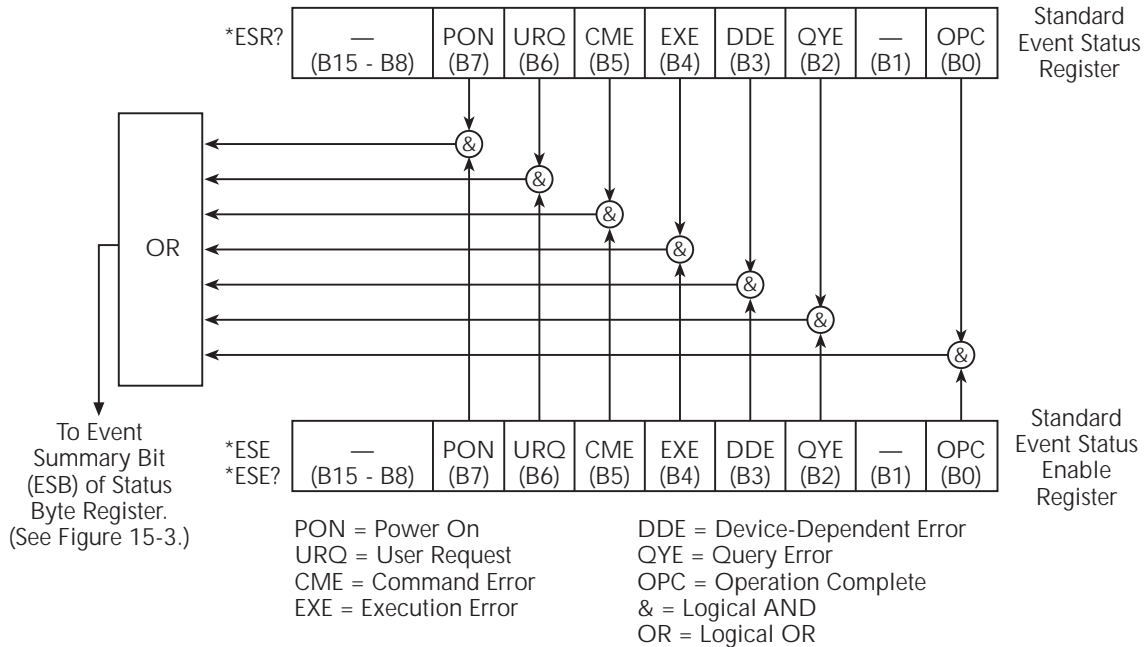 *ESR?
—
(B15 - B8)
PON
(B7)
URQ
(B6)
CME
(B5)
EXE
(B4)
DDE
(B3)
QYE
(B2)
—
(B1)
OPC
(B0)
Standard
Event Status
Register
&
&
&
&
&
&
&
OR
To Event
Summary Bit
(ESB) of Status
Byte Register.
(See Figure 15-3.)
*ESE
*ESE?
—
(B15 - B8)
PON
(B7)
URQ
(B6)
CME
(B5)
EXE
(B4)
DDE
(B3)
QYE
(B2)
—
(B1)
OPC
(B0)
Standard
Event Status
Enable
Register
PON = Power On
URQ = User Request
CME = Command Error
EXE = Execution Error
DDE = Device-Dependent Error
QYE = Query Error
OPC = Operation Complete
& = Logical AND
OR = Logical OR